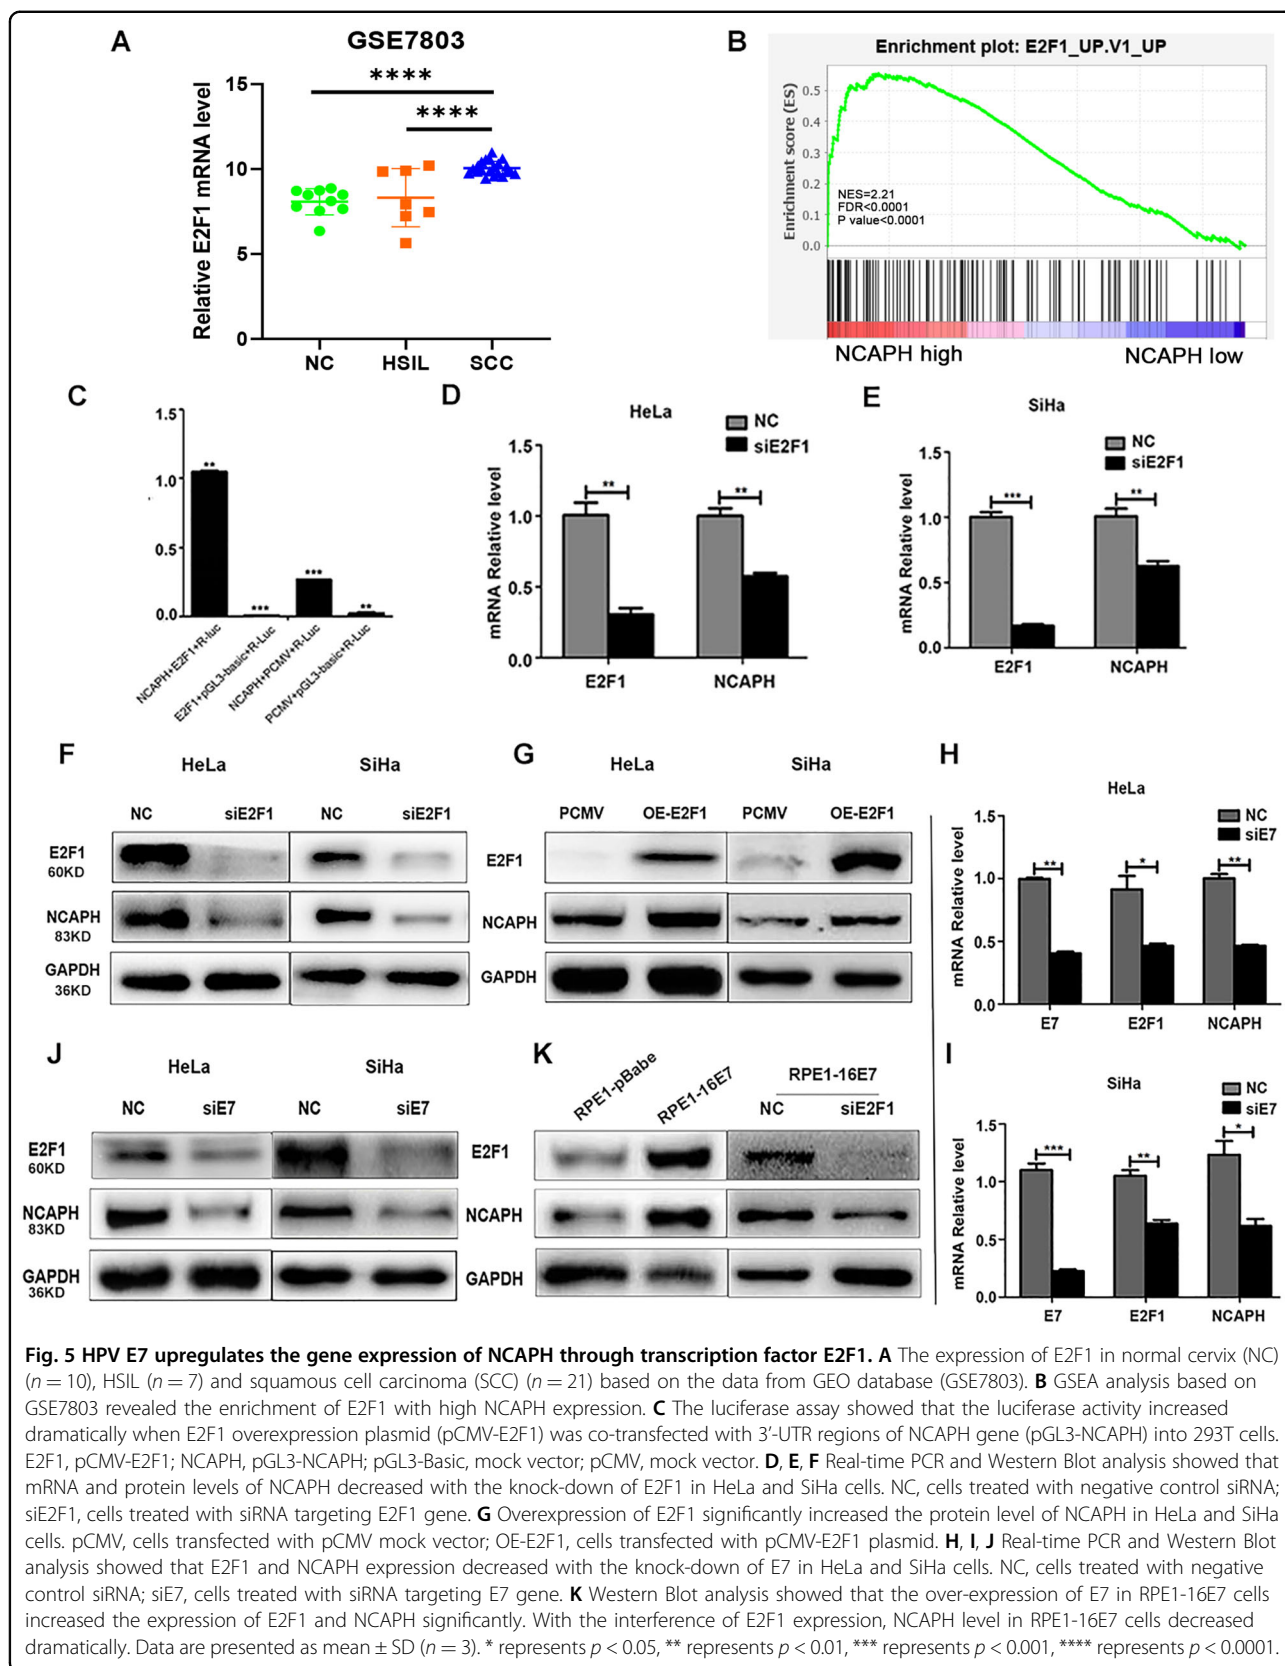 A
GSE7803
****
****
Relative E2F1 mRNA level
15
10
5
0
NC HSIL SCC
B
Enrichment plot: E2F1_UP.V1_UP
Enrichment score (ES)
0.5
0.4
0.3
0.2
0.1
0.0
NES=2.21
FDR<0.0001
P value<0.0001
NCAPH high NCAPH low
C
1.5
1.0
0.5
0.0
**
***
***
**
NCAPH+E2F1+R-luc
E2F1+pGL3-basic+R-Luc
NCAPH+PCMV+R-Luc
PCMV+pGL3-basic+R-Luc
D
HeLa
NC
siE2F1
mRNA Relative level
1.5
1.0
0.5
0.0
** **
E2F1 NCAPH
E
SiHa
NC
siE2F1
mRNA Relative level
1.5
1.0
0.5
0.0
*** **
E2F1 NCAPH
F
HeLa SiHa
NC siE2F1 NC siE2F1
E2F1
60KD
NCAPH
83KD
GAPDH
36KD
G
HeLa SiHa
PCMV OE-E2F1 PCMV OE-E2F1
E2F1
NCAPH
GAPDH
H
HeLa
NC
siE7
mRNA Relative level
1.5
1.0
0.5
0.0
** * **
E7 E2F1 NCAPH
J
HeLa SiHa
NC siE7 NC siE7
E2F1
60KD
NCAPH
83KD
GAPDH
36KD
K
RPE1-pBabe RPE1-16E7
RPE1-16E7
NC siE2F1
E2F1
NCAPH
GAPDH
I
SiHa
NC
siE7
mRNA Relative level
1.5
1.0
0.5
0.0
*** ** *
E7 E2F1 NCAPH
Fig. 5 HPV E7 upregulates the gene expression of NCAPH through transcription factor E2F1. A The expression of E2F1 in normal cervix (NC)
(n = 10), HSIL (n = 7) and squamous cell carcinoma (SCC) (n = 21) based on the data from GEO database (GSE7803). B GSEA analysis based on
GSE7803 revealed the enrichment of E2F1 with high NCAPH expression. C The luciferase assay showed that the luciferase activity increased
dramatically when E2F1 overexpression plasmid (pCMV-E2F1) was co-transfected with 3′-UTR regions of NCAPH gene (pGL3-NCAPH) into 293T cells.
E2F1, pCMV-E2F1; NCAPH, pGL3-NCAPH; pGL3-Basic, mock vector; pCMV, mock vector. D, E, F Real-time PCR and Western Blot analysis showed that
mRNA and protein levels of NCAPH decreased with the knock-down of E2F1 in HeLa and SiHa cells. NC, cells treated with negative control siRNA;
siE2F1, cells treated with siRNA targeting E2F1 gene. G Overexpression of E2F1 significantly increased the protein level of NCAPH in HeLa and SiHa
cells. pCMV, cells transfected with pCMV mock vector; OE-E2F1, cells transfected with pCMV-E2F1 plasmid. H, I, J Real-time PCR and Western Blot
analysis showed that E2F1 and NCAPH expression decreased with the knock-down of E7 in HeLa and SiHa cells. NC, cells treated with negative
control siRNA; siE7, cells treated with siRNA targeting E7 gene. K Western Blot analysis showed that the over-expression of E7 in RPE1-16E7 cells
increased the expression of E2F1 and NCAPH significantly. With the interference of E2F1 expression, NCAPH level in RPE1-16E7 cells decreased
dramatically. Data are presented as mean ± SD (n = 3). * represents p < 0.05, ** represents p < 0.01, *** represents p < 0.001, **** represents p < 0.0001.